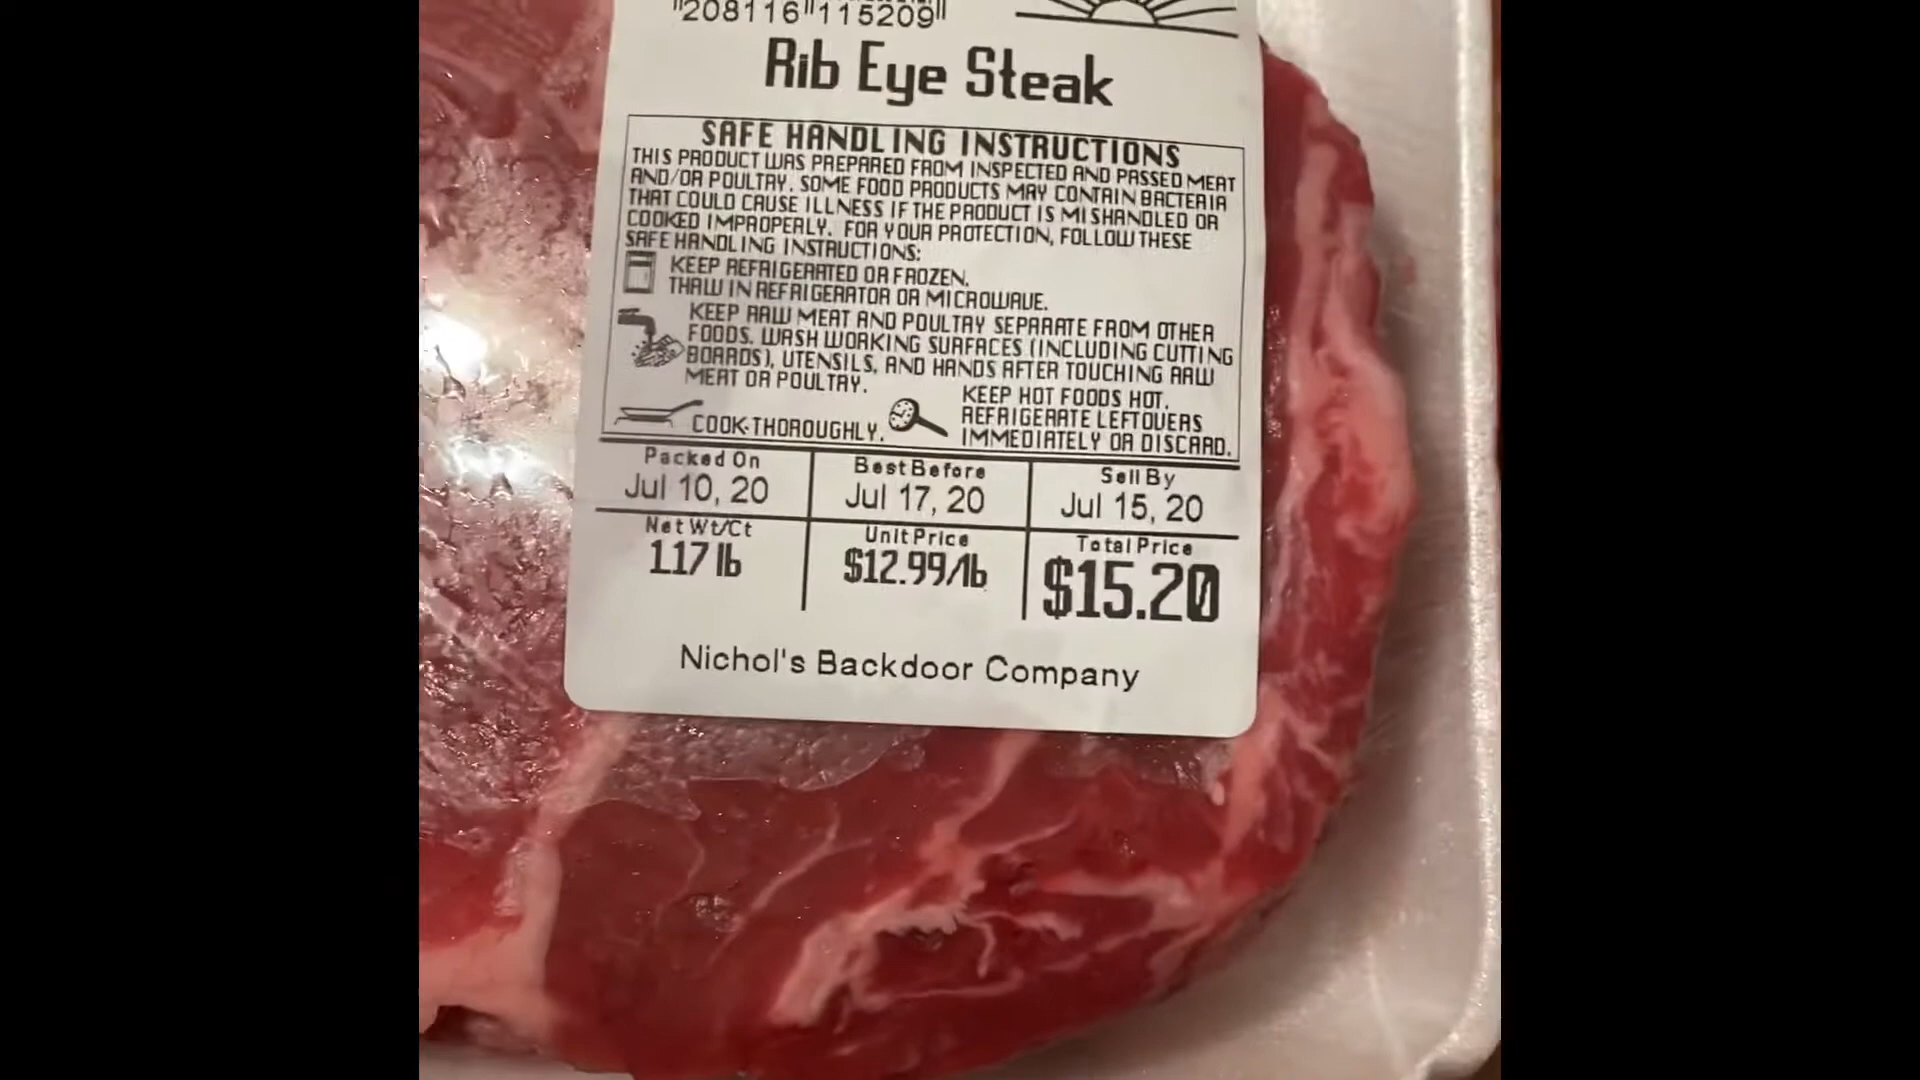 208116 115209
Rib Eye Steak
SAFE HANDLING INSTRUCTIONS
THIS PRODUCT WAS PREPARED FROM INSPECTED AND PASSED MEAT
AND/OR POULTRY. SOME FOOD PRODUCTS MAY CONTAIN BACTERIA
THAT COULD CAUSE ILLNESS IF THE PRODUCT IS MISHANDLED OR
COOKED IMPROPERLY. FOR YOUR PROTECTION, FOLLOW THESE
SAFE HANDLING INSTRUCTIONS:
KEEP REFRIGERATED OR FROZEN.
THAW IN REFRIGERATOR OR MICROWAVE.
KEEP RAW MEAT AND POULTRY SEPARATE FROM OTHER
FOODS. WASH WORKING SURFACES (INCLUDING CUTTING
BOARDS), UTENSILS, AND HANDS AFTER TOUCHING RAW
MEAT OR POULTRY.
COOK THOROUGHLY.
KEEP HOT FOODS HOT.
REFRIGERATE LEFTOVERS
IMMEDIATELY OR DISCARD.
Packed On Best Before Sell By
Jul 10, 20 Jul 17, 20 Jul 15, 20
Net Wt/Ct Unit Price Total Price
1.17 lb $12.99/lb $15.20
Nichol's Backdoor Company